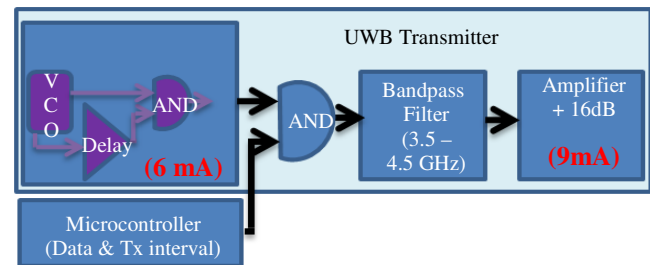 UWB Transmitter
V
C
O
Delay
AND
(6 mA)
AND
Bandpass
Filter
(3.5 –
4.5 GHz)
Amplifier
+ 16dB
(9mA)
Microcontroller
(Data & Tx interval)